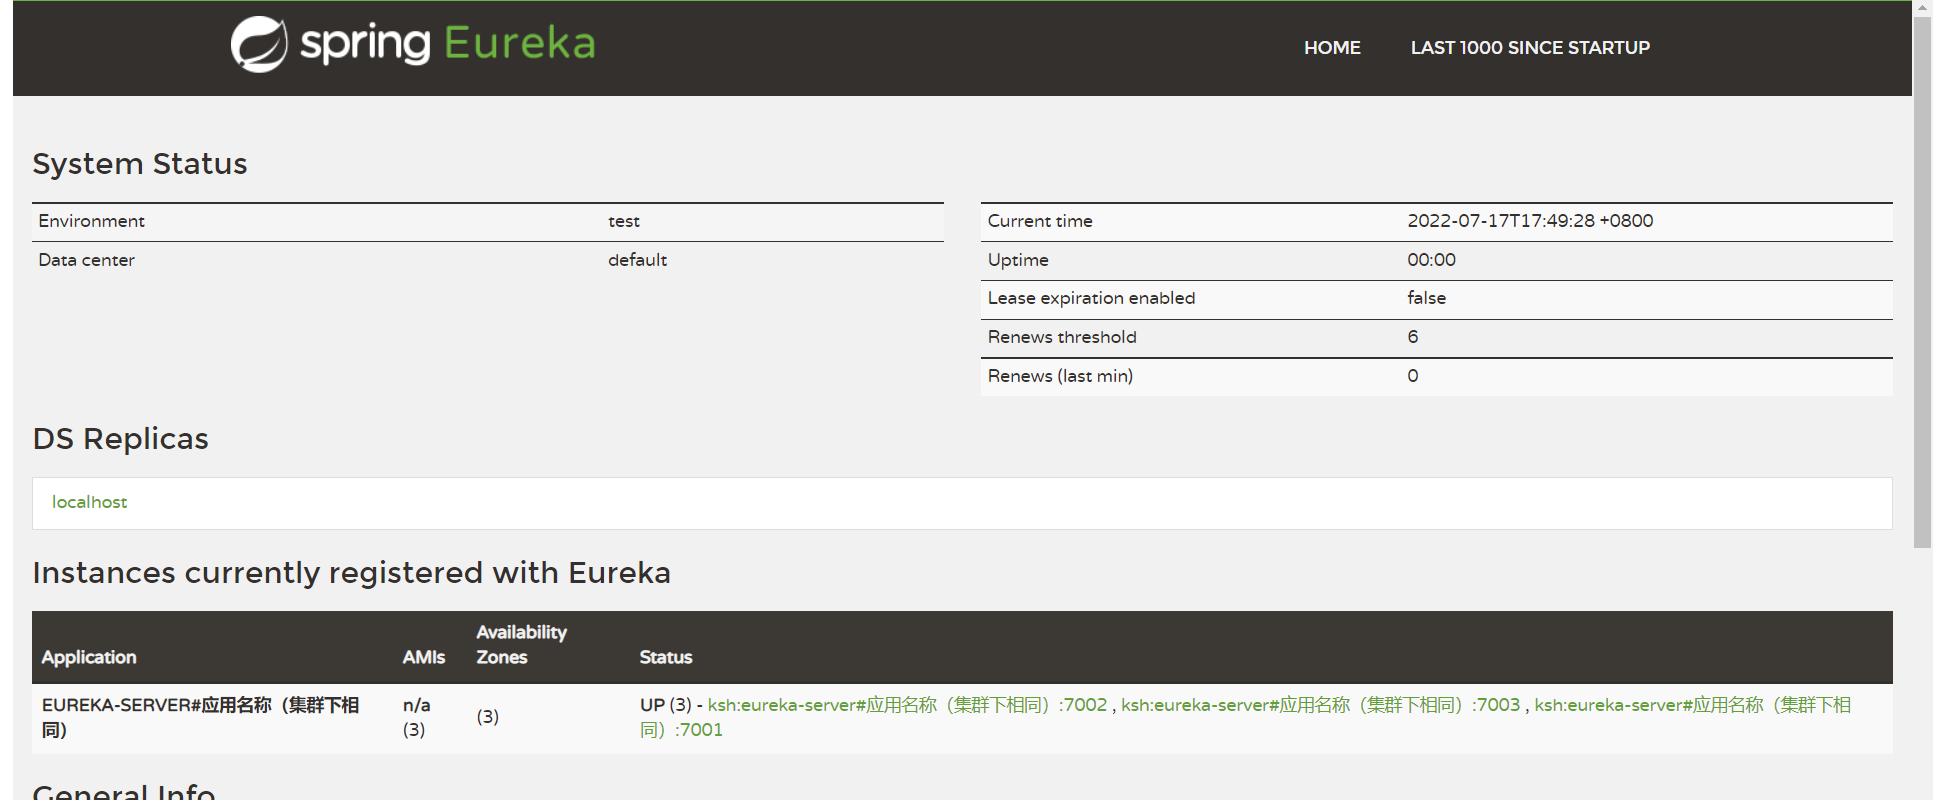 spring Eureka
HOME LAST 1000 SINCE STARTUP
System Status
Environment test
Data center default
Current time 2022-07-17T17:49:28 +0800
Uptime 00:00
Lease expiration enabled false
Renews threshold 6
Renews (last min) 0
DS Replicas
localhost
Instances currently registered with Eureka
Application AMIs Availability Zones Status
EUREKA-SERVER#应用名称（集群下相
同）
n/a
(3)
(3)
UP (3) - ksh:eureka-server#应用名称（集群下相同）:7002 , ksh:eureka-server#应用名称（集群下相同）:7003 , ksh:eureka-server#应用名称（集群下相
同）:7001
General Info